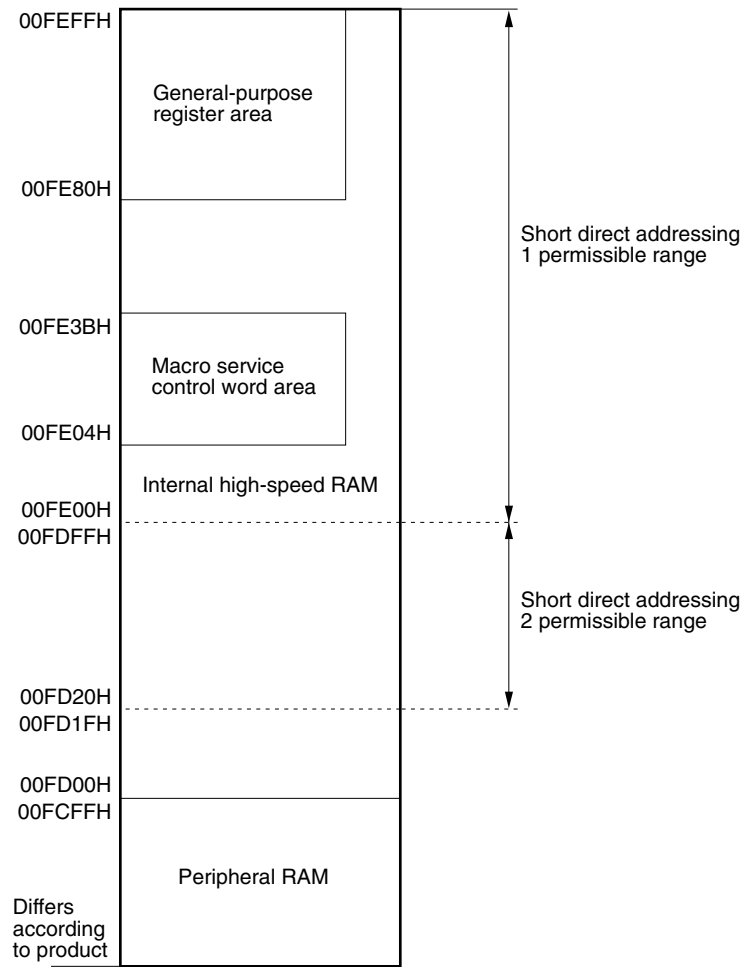 00FEFFH
General-purpose
register area
00FE80H
Short direct addressing
1 permissible range
00FE3BH
Macro service
control word area
00FE04H
Internal high-speed RAM
00FE00H
00FDFFH
Short direct addressing
2 permissible range
00FD20H
00FD1FH
00FD00H
00FCFFH
Peripheral RAM
Differs
according
to product